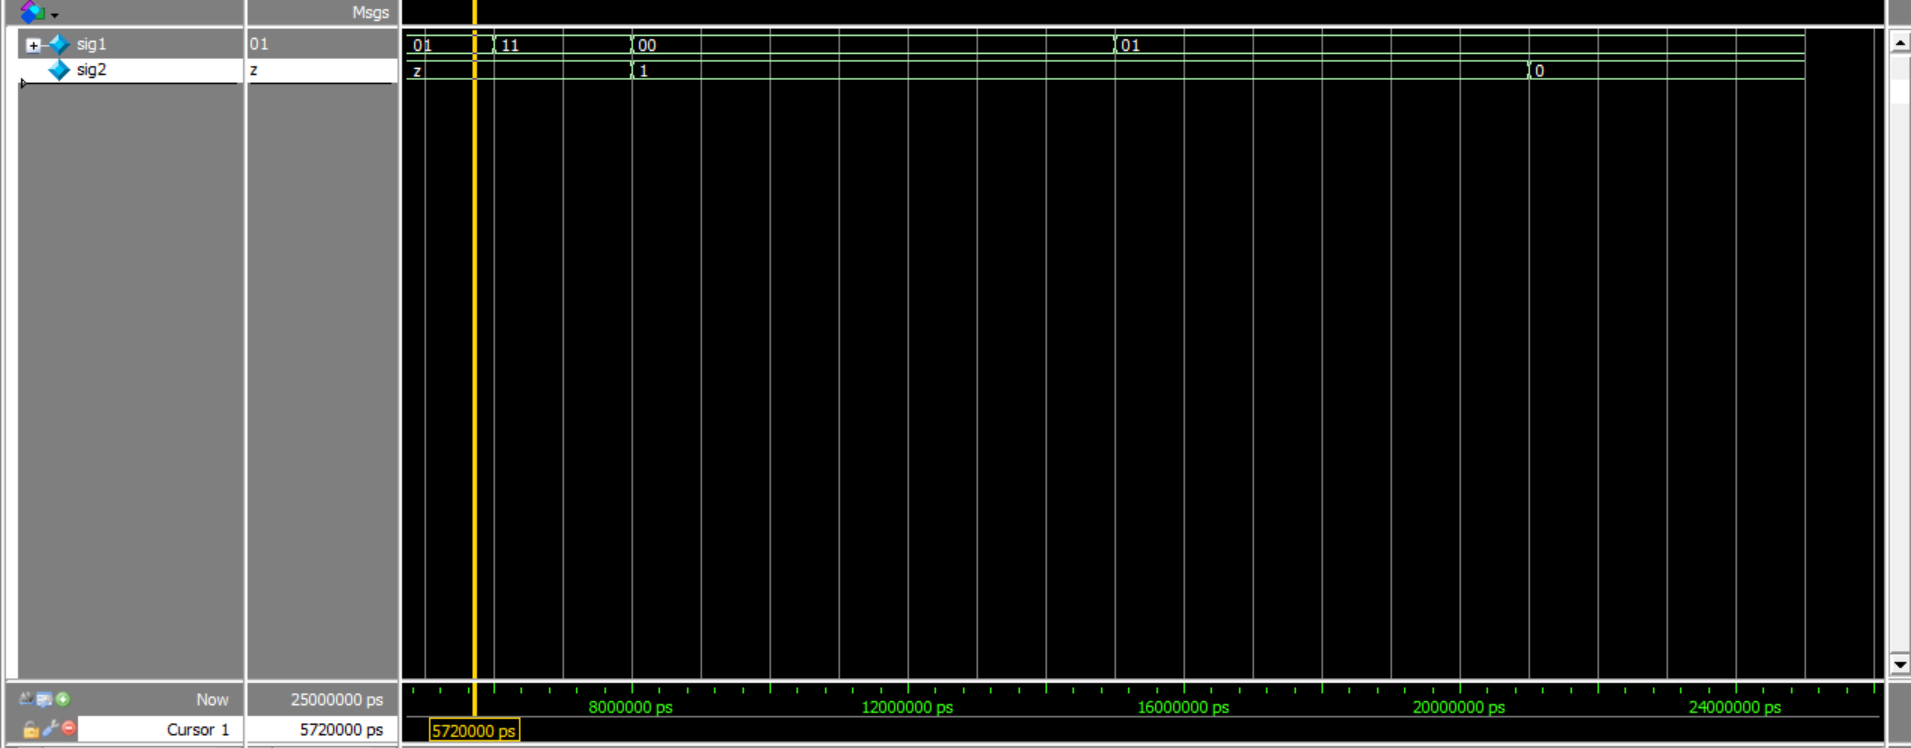 Msgs
sig1 01 01 11 00 01
sig2 z z 1 0
Now 25000000 ps 8000000 ps 12000000 ps 16000000 ps 20000000 ps 24000000 ps
Cursor 1 5720000 ps 5720000 ps